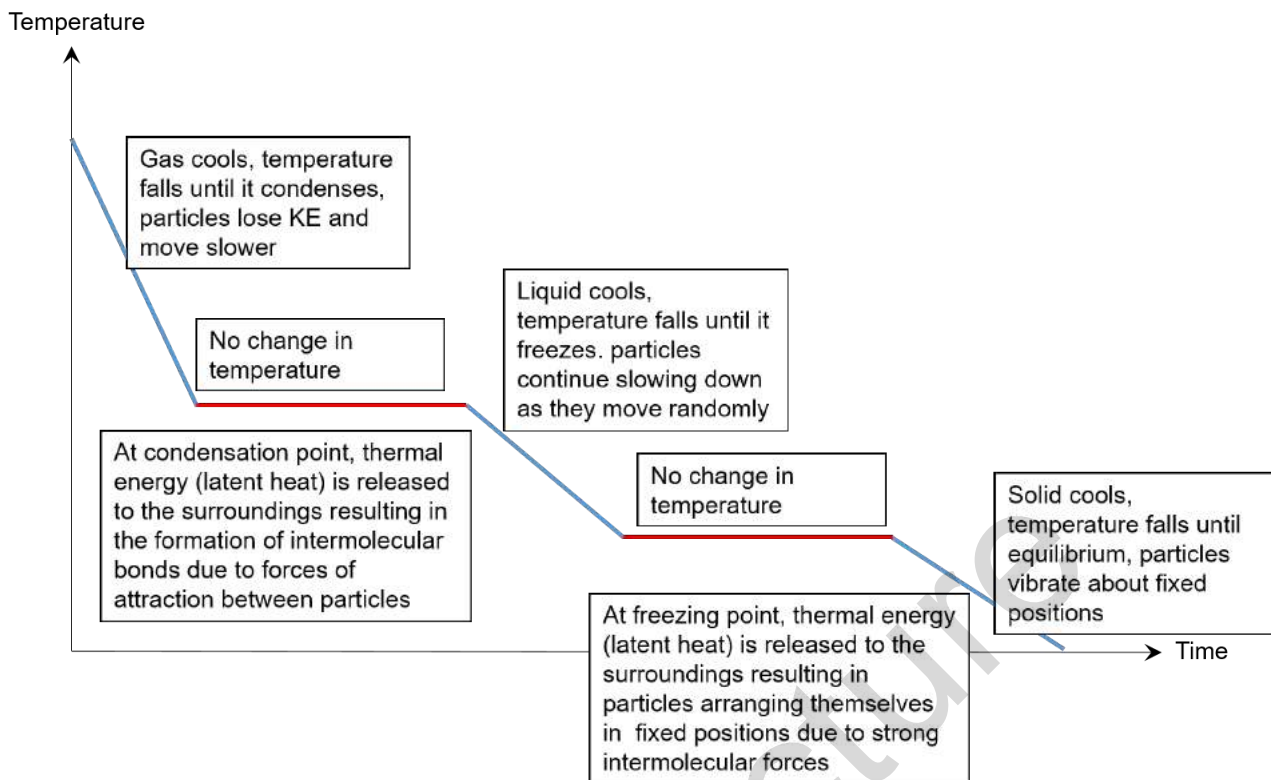 Temperature
Gas cools, temperature
falls until it condenses,
particles lose KE and
move slower
No change in
temperature
Liquid cools,
temperature falls until it
freezes. particles
continue slowing down
as they move randomly
At condensation point, thermal
energy (latent heat) is released
to the surroundings resulting in
the formation of intermolecular
bonds due to forces of
attraction between particles
No change in
temperature
Solid cools,
temperature falls until
equilibrium, particles
vibrate about fixed
positions
At freezing point, thermal energy
(latent heat) is released to the
surroundings resulting in
particles arranging themselves
in fixed positions due to strong
intermolecular forces
Time
cture